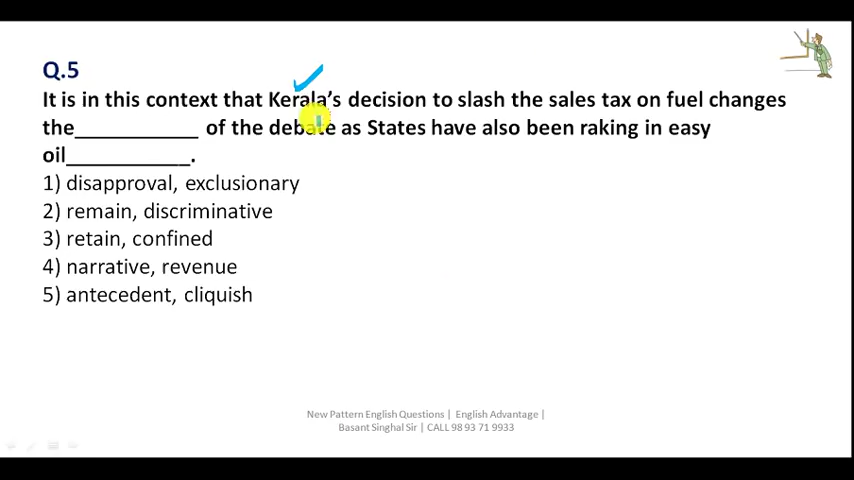 Q.5
It is in this context that Kerala's decision to slash the sales tax on fuel changes
the___________ of the debate as States have also been raking in easy
oil___________.
1) disapproval, exclusionary
2) remain, discriminative
3) retain, confined
4) narrative, revenue
5) antecedent, cliquish
New Pattern English Questions | English Advantage |
Basant Singhal Sir | CALL 98 93 71 9933